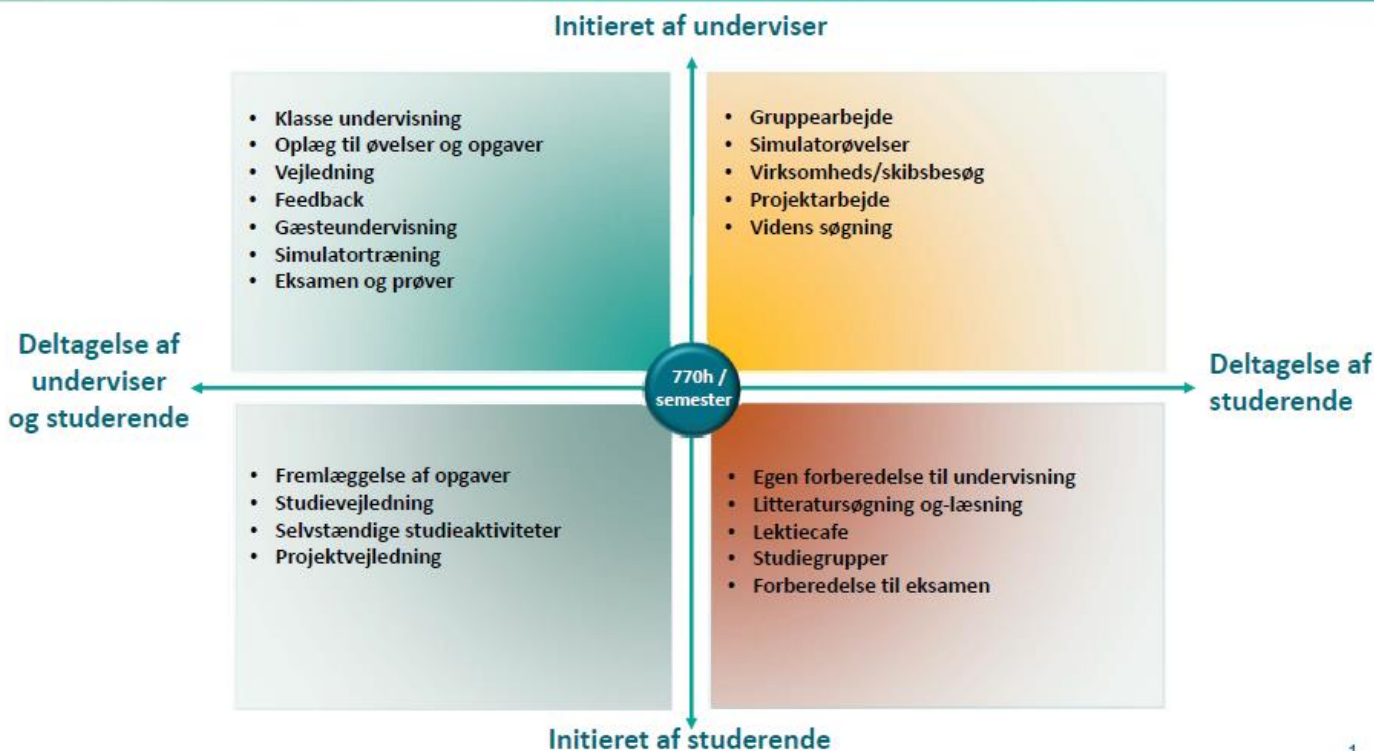 Initieret af underviser
• Klasse undervisning
• Oplæg til øvelser og opgaver
• Vejledning
• Feedback
• Gæsteundervisning
• Simulatortræning
• Eksamen og prøver
• Gruppearbejde
• Simulatorøvelser
• Virksomheds/skibsbesøg
• Projektarbejde
• Videns søgning
Deltagelse af
underviser
og studerende
770h /
semester
Deltagelse af
studerende
• Fremlæggelse af opgaver
• Studievejledning
• Selvstændige studieaktiviteter
• Projektvejledning
• Egen forberedelse til undervisning
• Litteratursøgning og-læsning
• Lektiecafe
• Studiegrupper
• Forberedelse til eksamen
Initieret af studerende
1